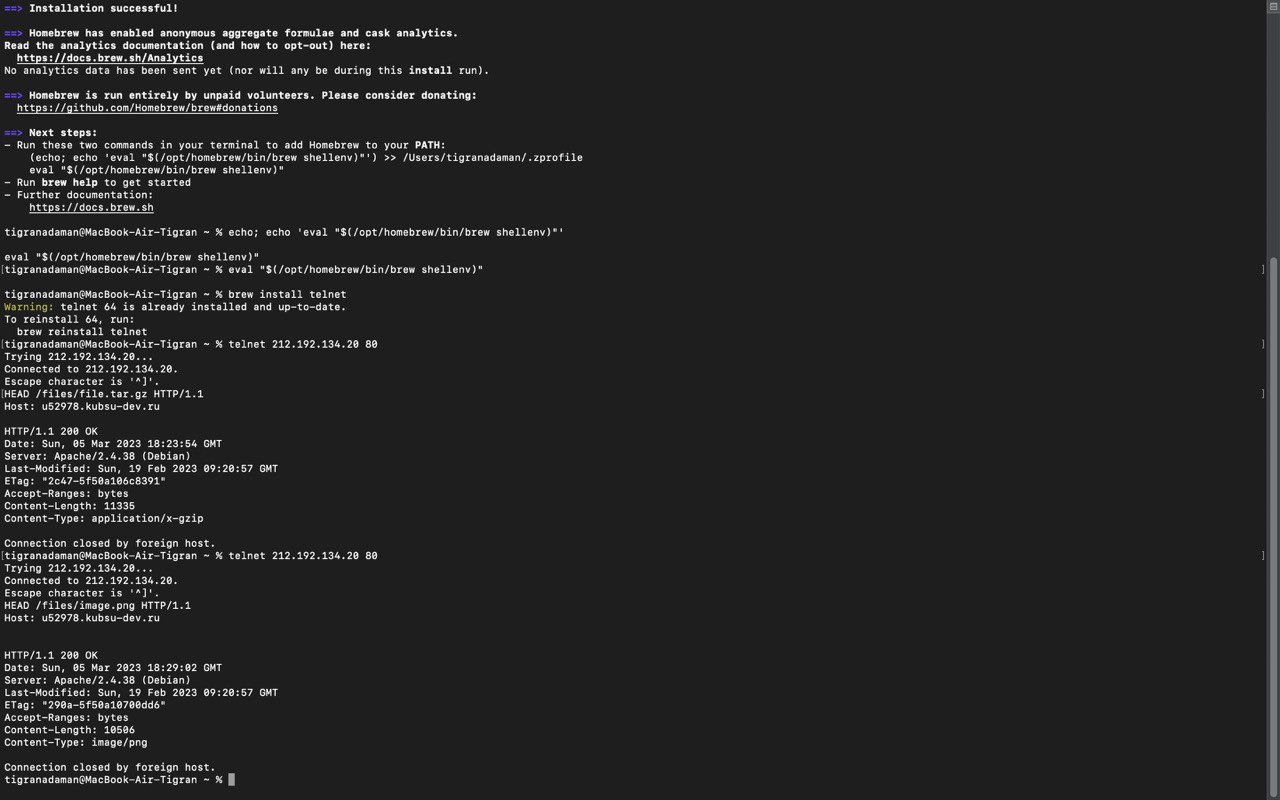 ==> Installation successful!
==> Homebrew has enabled anonymous aggregate formulae and cask analytics.
Read the analytics documentation (and how to opt-out) here:
  https://docs.brew.sh/Analytics
No analytics data has been sent yet (nor will any be during this install run).
==> Homebrew is run entirely by unpaid volunteers. Please consider donating:
  https://github.com/Homebrew/brew#donations
==> Next steps:
- Run these two commands in your terminal to add Homebrew to your PATH:
    (echo; echo 'eval "$(/opt/homebrew/bin/brew shellenv)"') >> /Users/tigranadaman/.zprofile
    eval "$(/opt/homebrew/bin/brew shellenv)"
- Run brew help to get started
- Further documentation:
    https://docs.brew.sh
tigranadaman@MacBook-Air-Tigran ~ % echo; echo 'eval "$(/opt/homebrew/bin/brew shellenv)"'
eval "$(/opt/homebrew/bin/brew shellenv)"
[tigranadaman@MacBook-Air-Tigran ~ % eval "$(/opt/homebrew/bin/brew shellenv)" ]
tigranadaman@MacBook-Air-Tigran ~ % brew install telnet
Warning: telnet 64 is already installed and up-to-date.
To reinstall 64, run:
  brew reinstall telnet
[tigranadaman@MacBook-Air-Tigran ~ % telnet 212.192.134.20 80 ]
Trying 212.192.134.20...
Connected to 212.192.134.20.
Escape character is '^]'.
[HEAD /files/file.tar.gz HTTP/1.1 ]
Host: u52978.kubsu-dev.ru
HTTP/1.1 200 OK
Date: Sun, 05 Mar 2023 18:23:54 GMT
Server: Apache/2.4.38 (Debian)
Last-Modified: Sun, 19 Feb 2023 09:20:57 GMT
ETag: "2c47-5f50a106c8391"
Accept-Ranges: bytes
Content-Length: 11335
Content-Type: application/x-gzip
Connection closed by foreign host.
[tigranadaman@MacBook-Air-Tigran ~ % telnet 212.192.134.20 80 ]
Trying 212.192.134.20...
Connected to 212.192.134.20.
Escape character is '^]'.
HEAD /files/image.png HTTP/1.1
Host: u52978.kubsu-dev.ru
HTTP/1.1 200 OK
Date: Sun, 05 Mar 2023 18:29:02 GMT
Server: Apache/2.4.38 (Debian)
Last-Modified: Sun, 19 Feb 2023 09:20:57 GMT
ETag: "290a-5f50a10700dd6"
Accept-Ranges: bytes
Content-Length: 10506
Content-Type: image/png
Connection closed by foreign host.
tigranadaman@MacBook-Air-Tigran ~ %